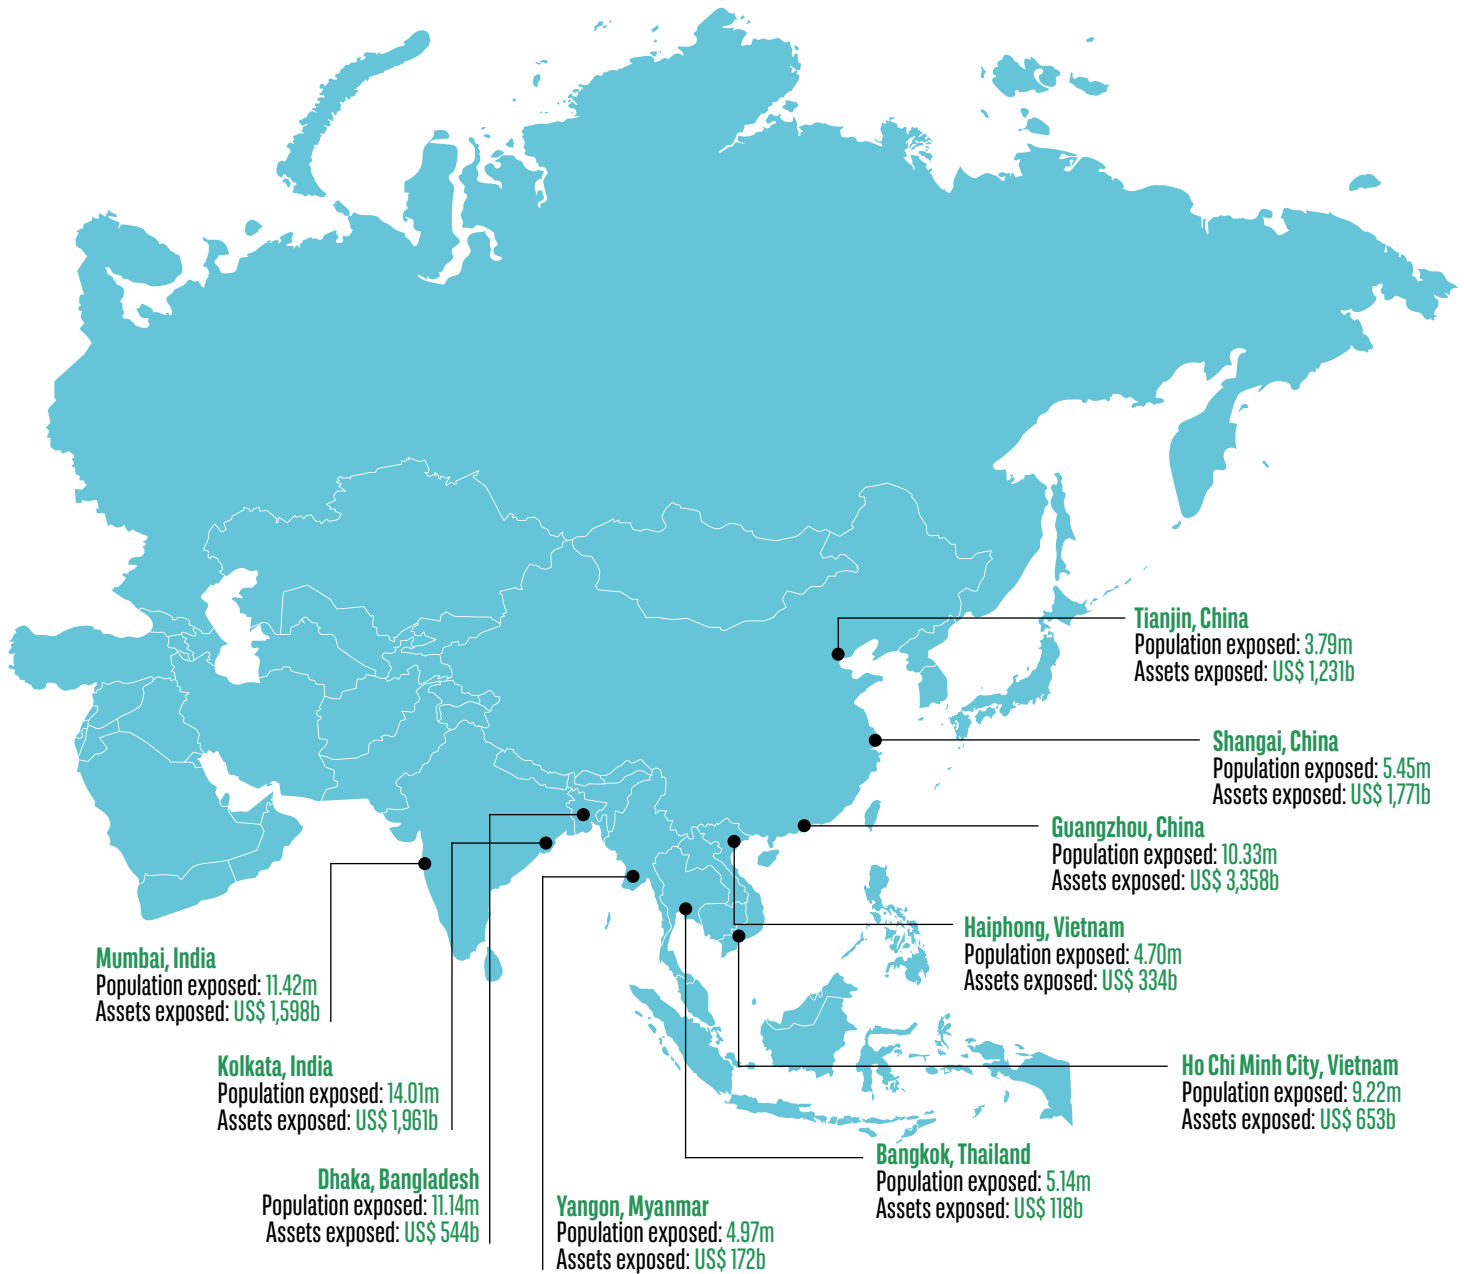 Tianjin, China
Population exposed: 3.79m
Assets exposed: US$ 1,231b
Shangai, China
Population exposed: 5.45m
Assets exposed: US$ 1,771b
Guangzhou, China
Population exposed: 10.33m
Assets exposed: US$ 3,358b
Haiphong, Vietnam
Population exposed: 4.70m
Assets exposed: US$ 334b
Mumbai, India
Population exposed: 11.42m
Assets exposed: US$ 1,598b
Kolkata, India
Population exposed: 14.01m
Assets exposed: US$ 1,961b
Ho Chi Minh City, Vietnam
Population exposed: 9.22m
Assets exposed: US$ 653b
Bangkok, Thailand
Population exposed: 5.14m
Assets exposed: US$ 118b
Dhaka, Bangladesh
Population exposed: 11.14m
Assets exposed: US$ 544b
Yangon, Myanmar
Population exposed: 4.97m
Assets exposed: US$ 172b